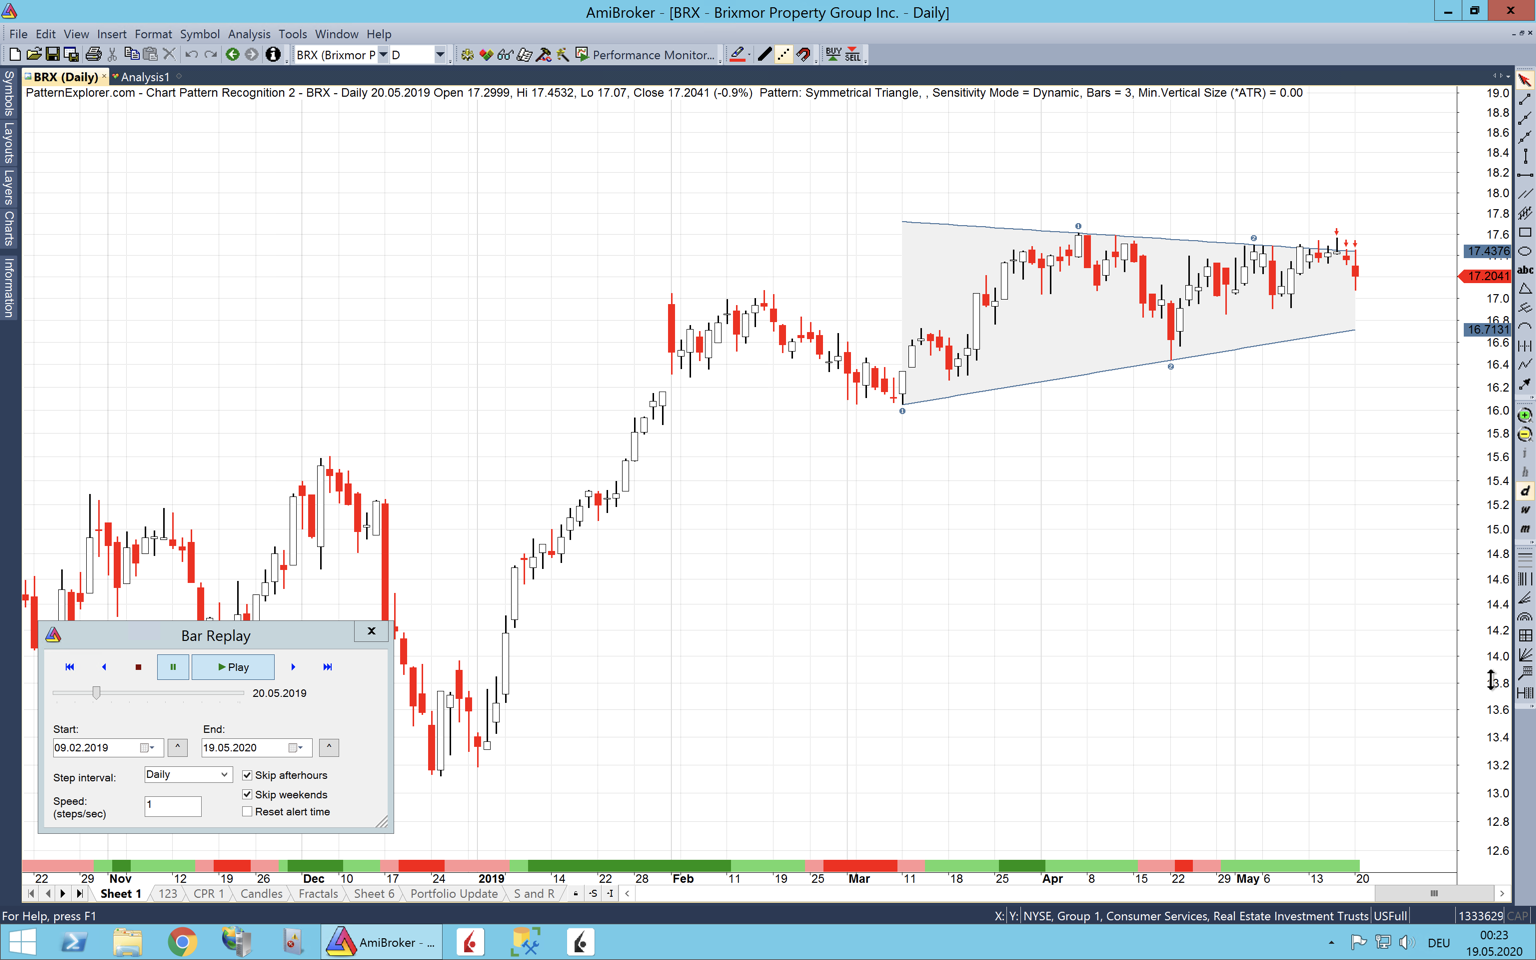 AmiBroker - [BRX - Brixmor Property Group Inc. - Daily]
File Edit View Insert Format Symbol Analysis Tools Window Help
BRX (Brixmor P D Performance Monitor... BUY SELL
BRX (Daily) Analysis1
PatternExplorer.com - Chart Pattern Recognition 2 - BRX - Daily 20.05.2019 Open 17.2999, Hi 17.4532, Lo 17.07, Close 17.2041 (-0.9%) Pattern: Symmetrical Triangle, , Sensitivity Mode = Dynamic, Bars = 3, Min.Vertical Size (*ATR) = 0.00
Symbols
Layouts
Layers
Charts
Information
19.0
18.8
18.6
18.4
18.2
18.0
17.8
17.6
17.4376
17.2041
17.0
16.8
16.7131
16.6
16.4
16.2
16.0
15.8
15.6
15.4
15.2
15.0
14.8
14.6
14.4
14.2
14.0
13.8
13.6
13.4
13.2
13.0
12.8
12.6
abc
i
h
d
w
m
1
2
1
2
Bar Replay
x
Play
20.05.2019
Start: End:
09.02.2019 ^ 19.05.2020 ^
Step interval: Daily Skip afterhours
Skip weekends
Speed: 1 Reset alert time
(steps/sec)
22 29 Nov 12 19 26 Dec 10 17 24 2019 14 22 28 Feb 11 19 25 Mar 11 18 25 Apr 8 15 22 29 May 6 13 20
Sheet 1 123 CPR 1 Candles Fractals Sheet 6 Portfolio Update S and R -S -I
For Help, press F1 X: Y: NYSE, Group 1, Consumer Services, Real Estate Investment Trusts USFull 1333629 CAP
AmiBroker - ... DEU 00:23
19.05.2020